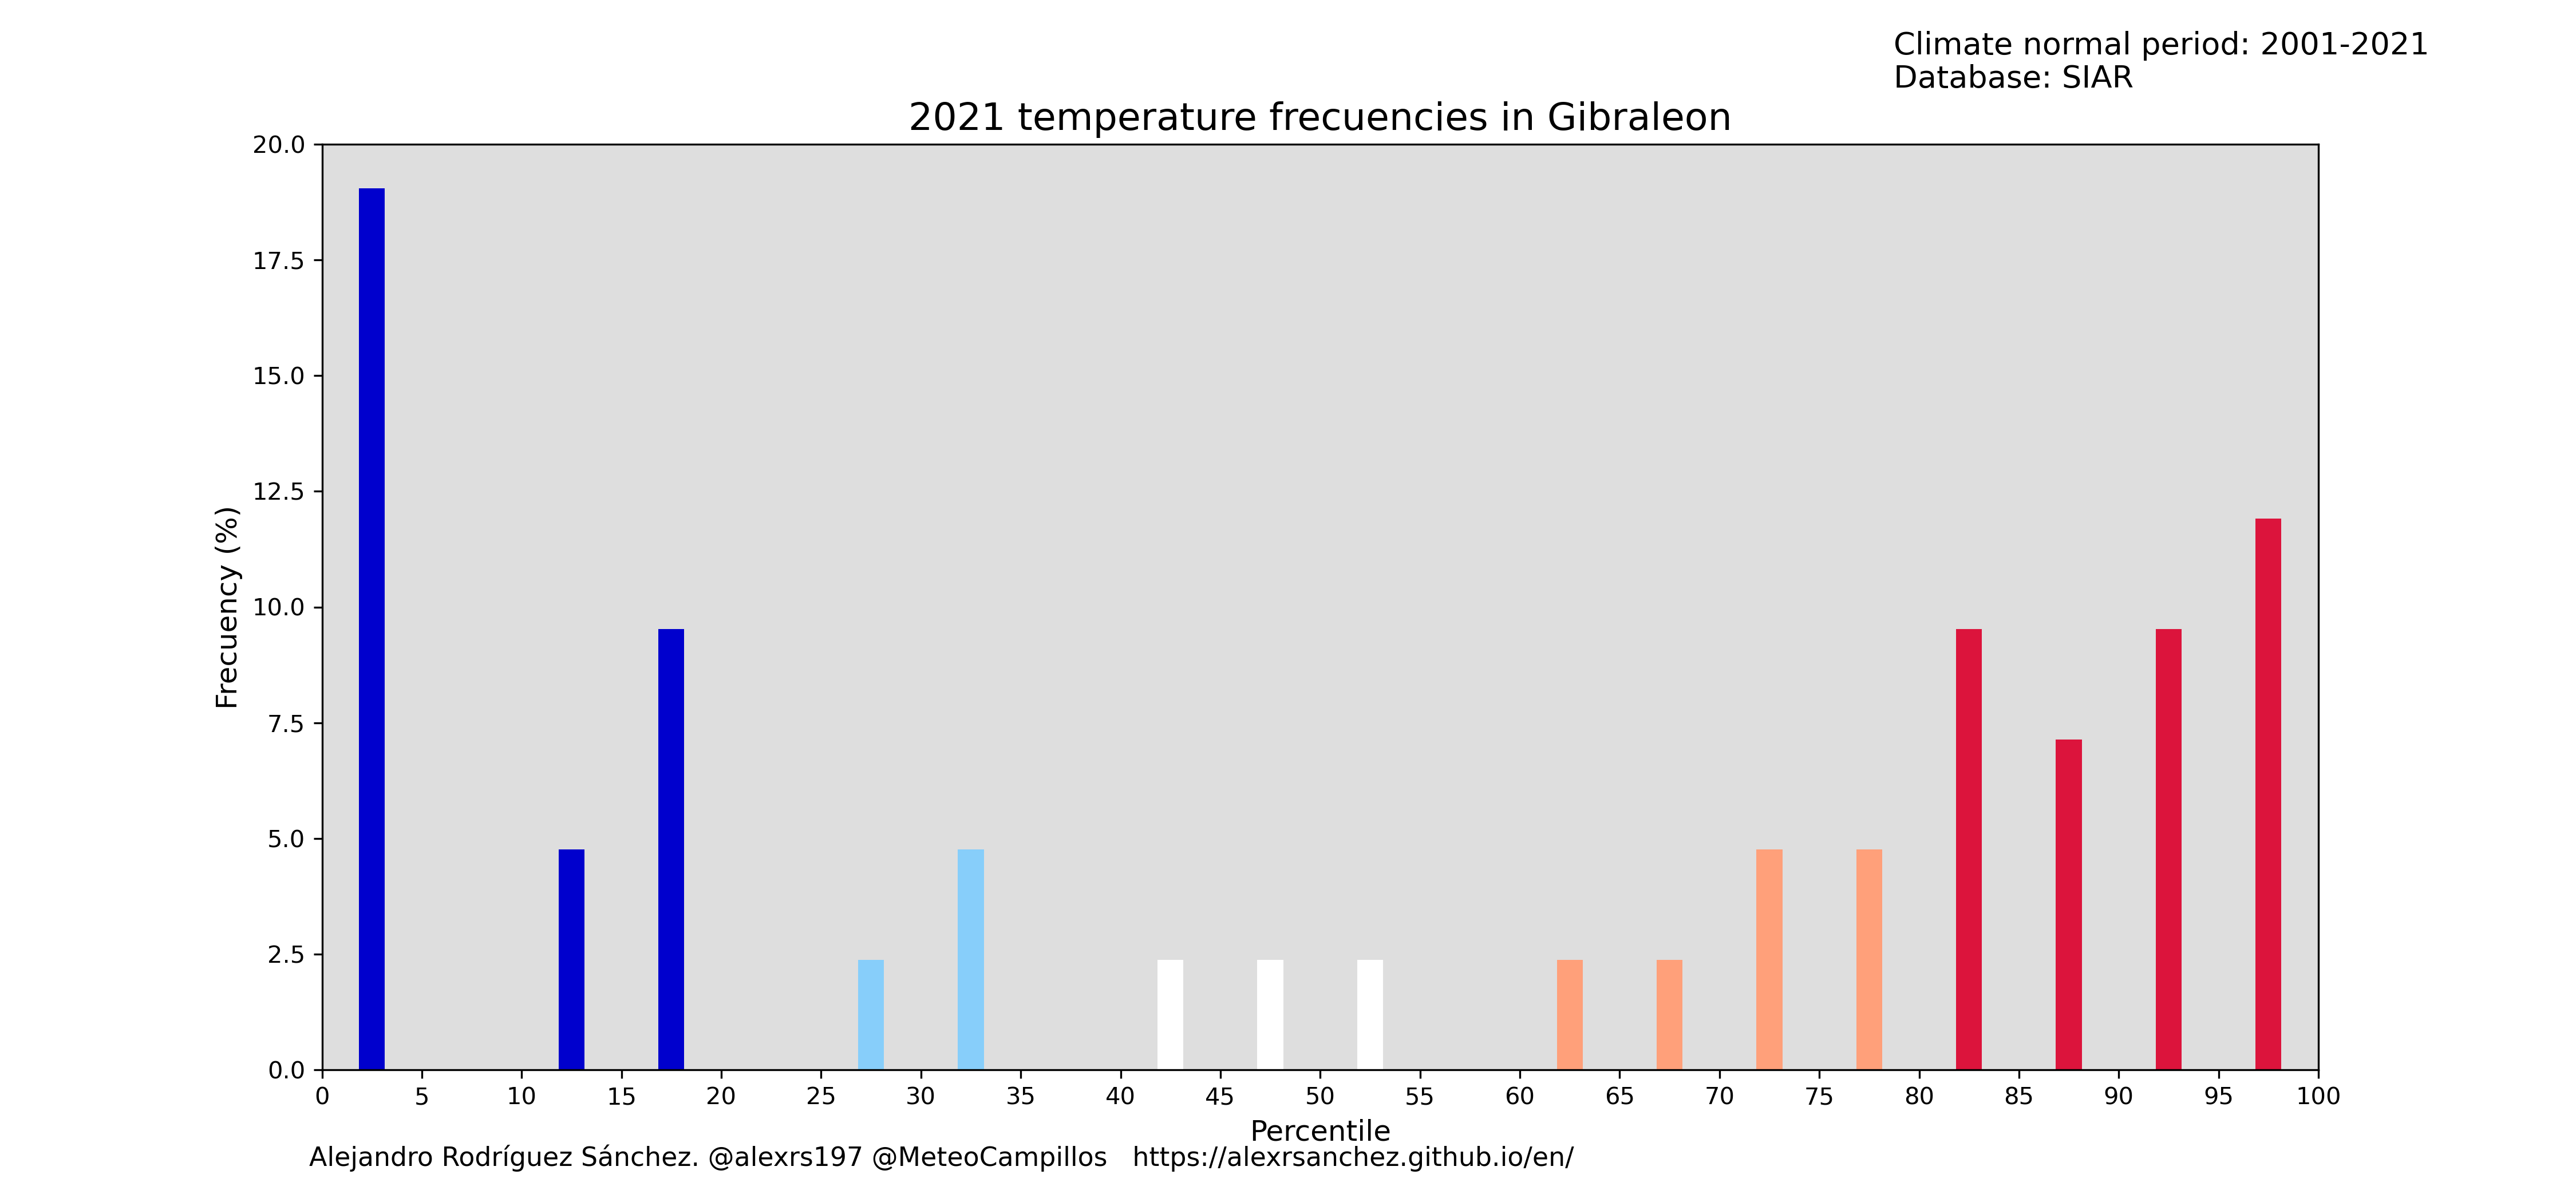 Climate normal period: 2001-2021
Database: SIAR
2021 temperature frecuencies in Gibraleon
Frecuency (%)
20.0
17.5
15.0
12.5
10.0
7.5
5.0
2.5
0.0
0 5 10 15 20 25 30 35 40 45 50 55 60 65 70 75 80 85 90 95 100
Percentile
Alejandro Rodríguez Sánchez. @alexrs197 @MeteoCampillos https://alexrsanchez.github.io/en/